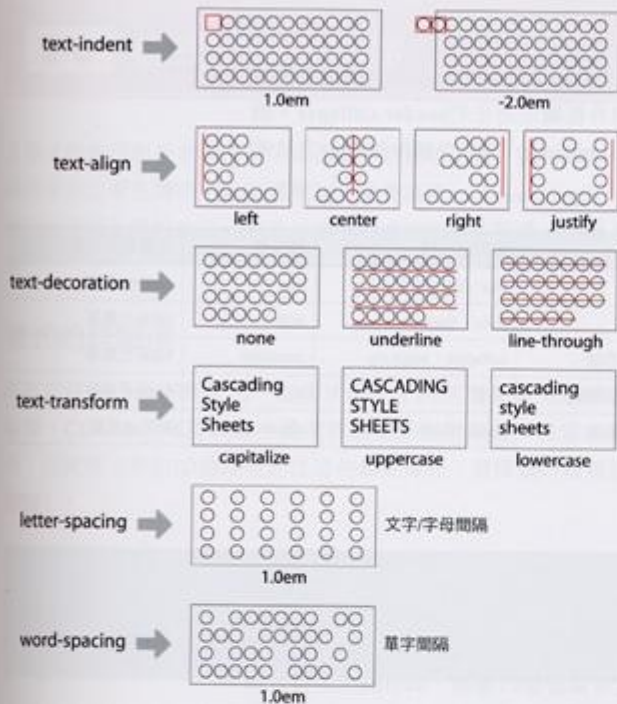 text-indent
1.0em
-2.0em
text-align
left
center
right
justify
text-decoration
none
underline
line-through
text-transform
Cascading
Style
Sheets
capitalize
CASCADING
STYLE
SHEETS
uppercase
cascading
style
sheets
lowercase
letter-spacing
文字/字母間隔
1.0em
word-spacing
單字間隔
1.0em